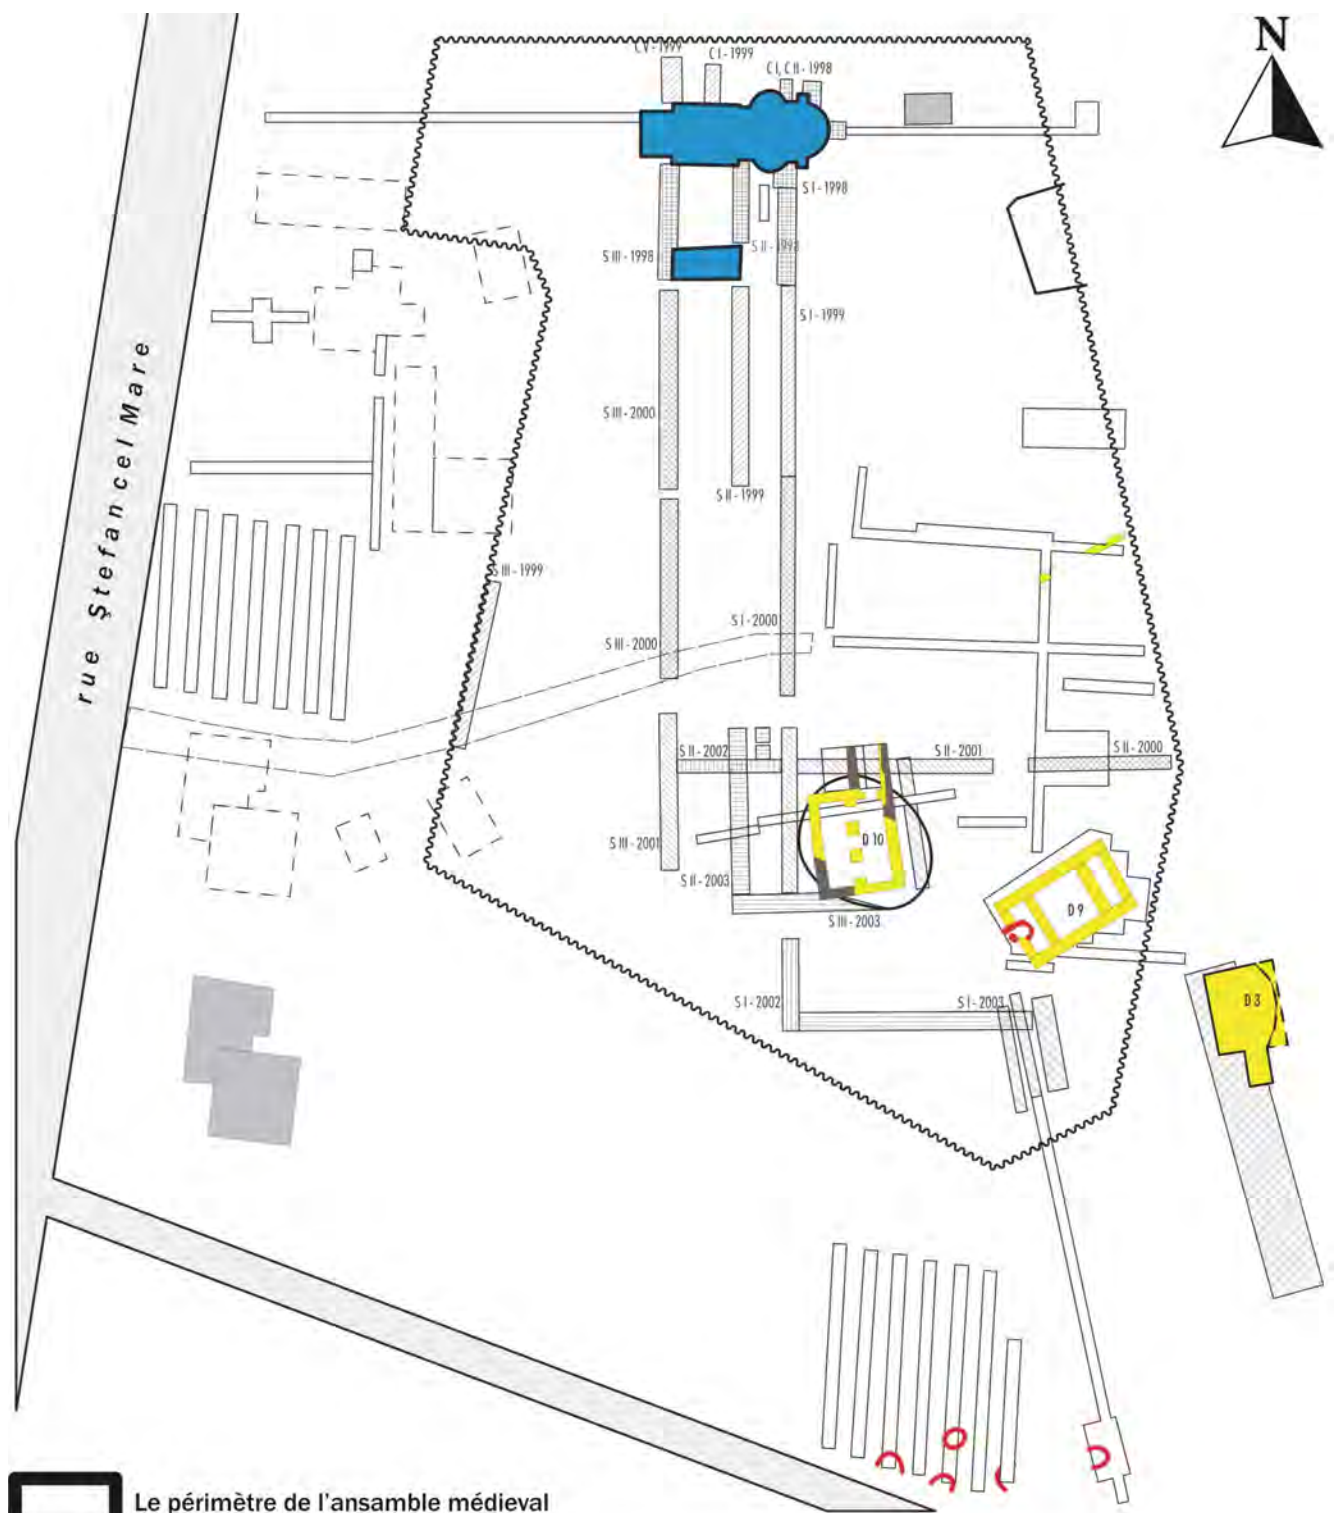 N
CV - 1999
C I - 1999
C I, C II - 1998
S I - 1998
S III - 1998
S II - 1998
S I - 1999
rue Ştefan cel Mare
S III - 2000
S II - 1999
S III - 1999
S I - 2000
S III - 2000
S II - 2002
S II - 2001
S II - 2000
D 10
S III - 2001
S II - 2003
S III - 2003
D 9
S I - 2002
S I - 2003
D 3
Le périmètre de l'ansamble médieval